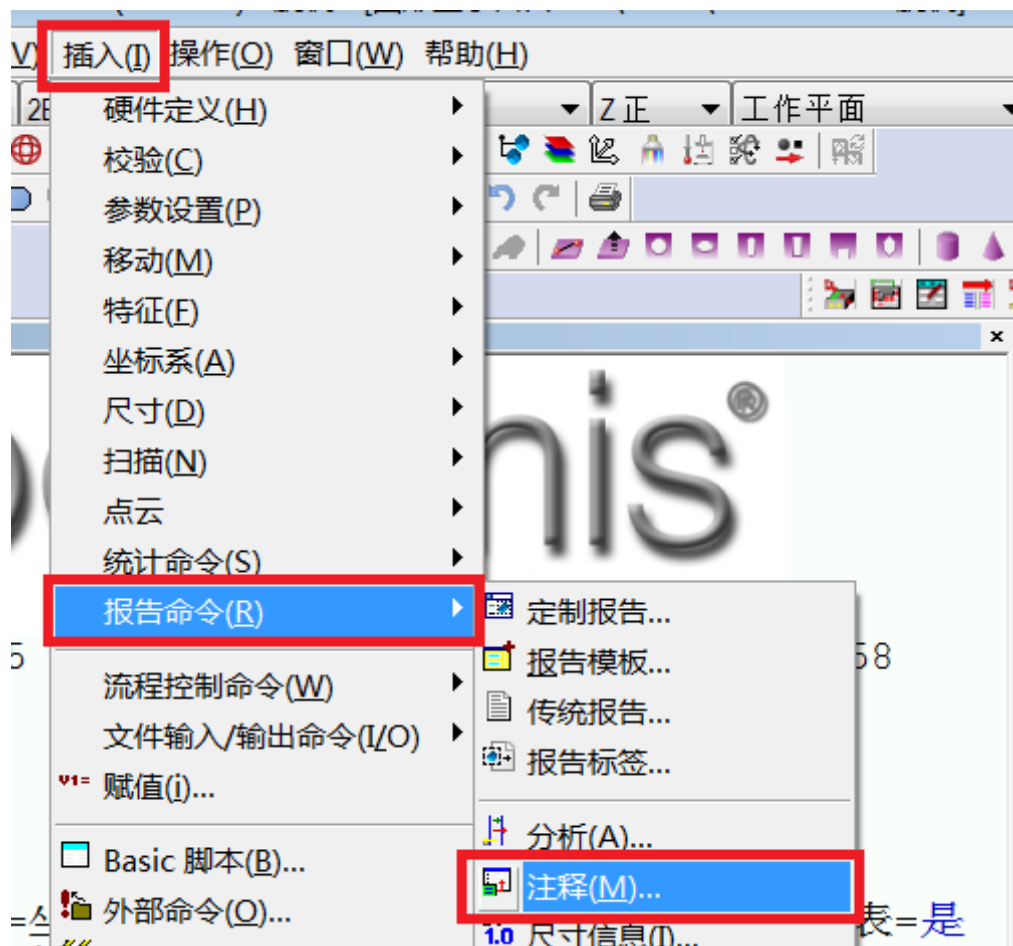 V) 插入(I) 操作(O) 窗口(W) 帮助(H)
硬件定义(H)
Z 正
工作平面
校验(C)
参数设置(P)
移动(M)
特征(F)
坐标系(A)
尺寸(D)
扫描(N)
点云
统计命令(S)
报告命令(R)
定制报告...
报告模板...
传统报告...
报告标签...
流程控制命令(W)
文件输入/输出命令(I/O)
赋值(i)...
分析(A)...
Basic 脚本(B)...
注释(M)...
外部命令(O)...
尺寸信息(I)...
表=是
nis®
58